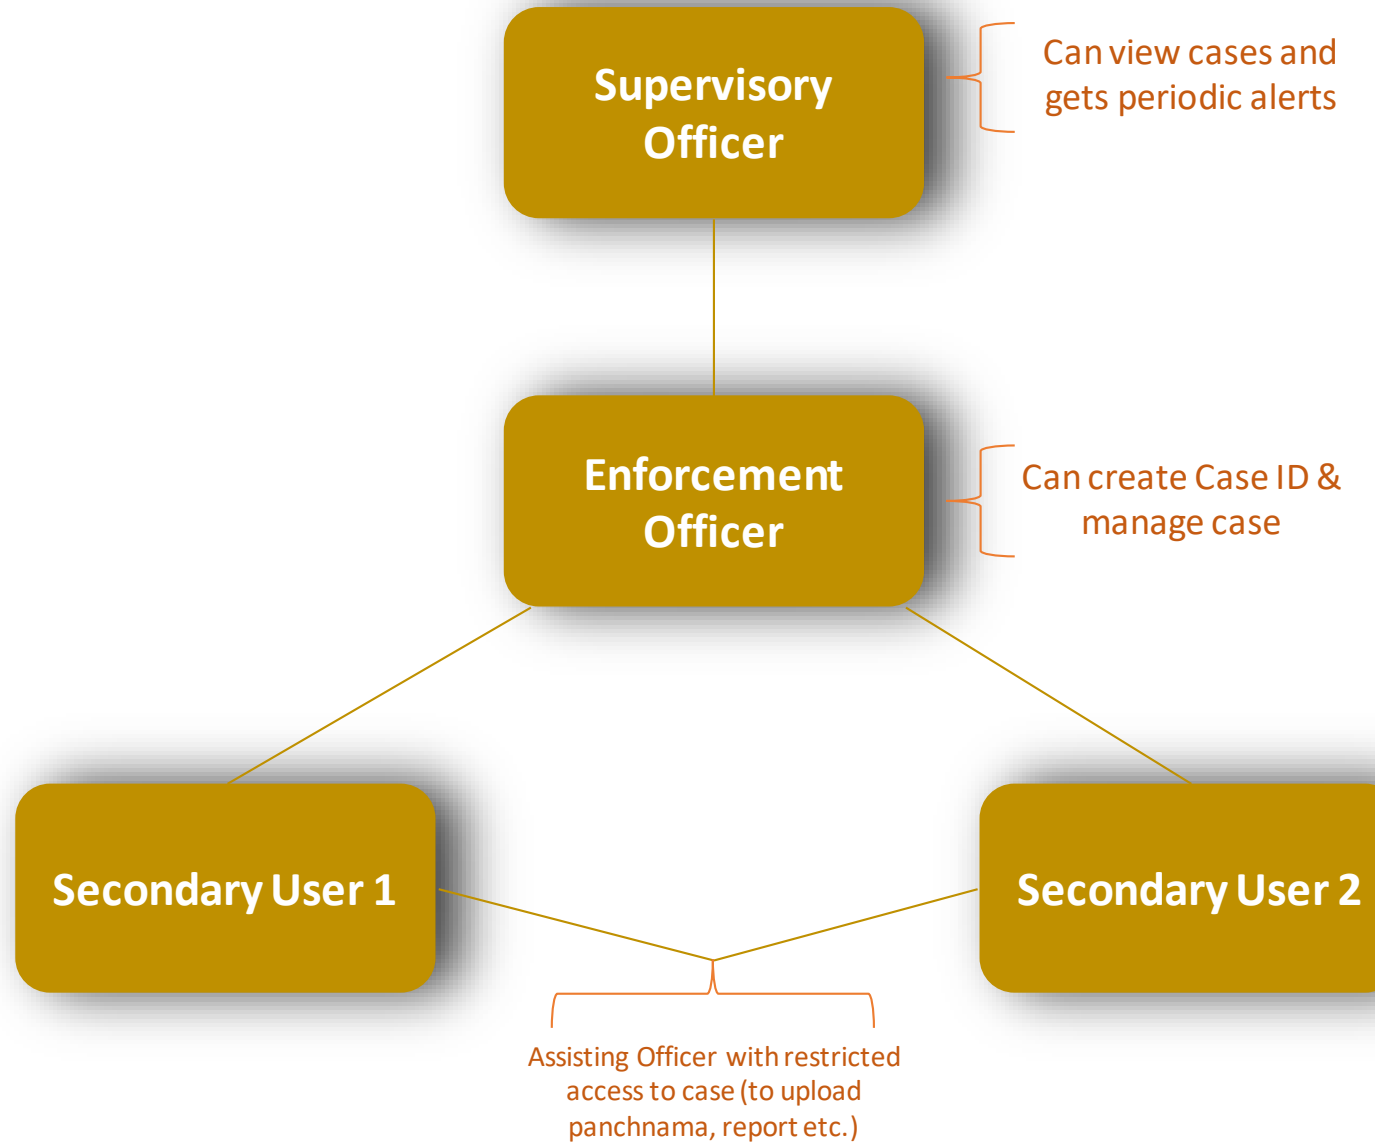 Supervisory
Officer
Can view cases and
gets periodic alerts
Enforcement
Officer
Can create Case ID &
manage case
Secondary User 1
Secondary User 2
Assisting Officer with restricted
access to case (to upload
panchnama, report etc.)